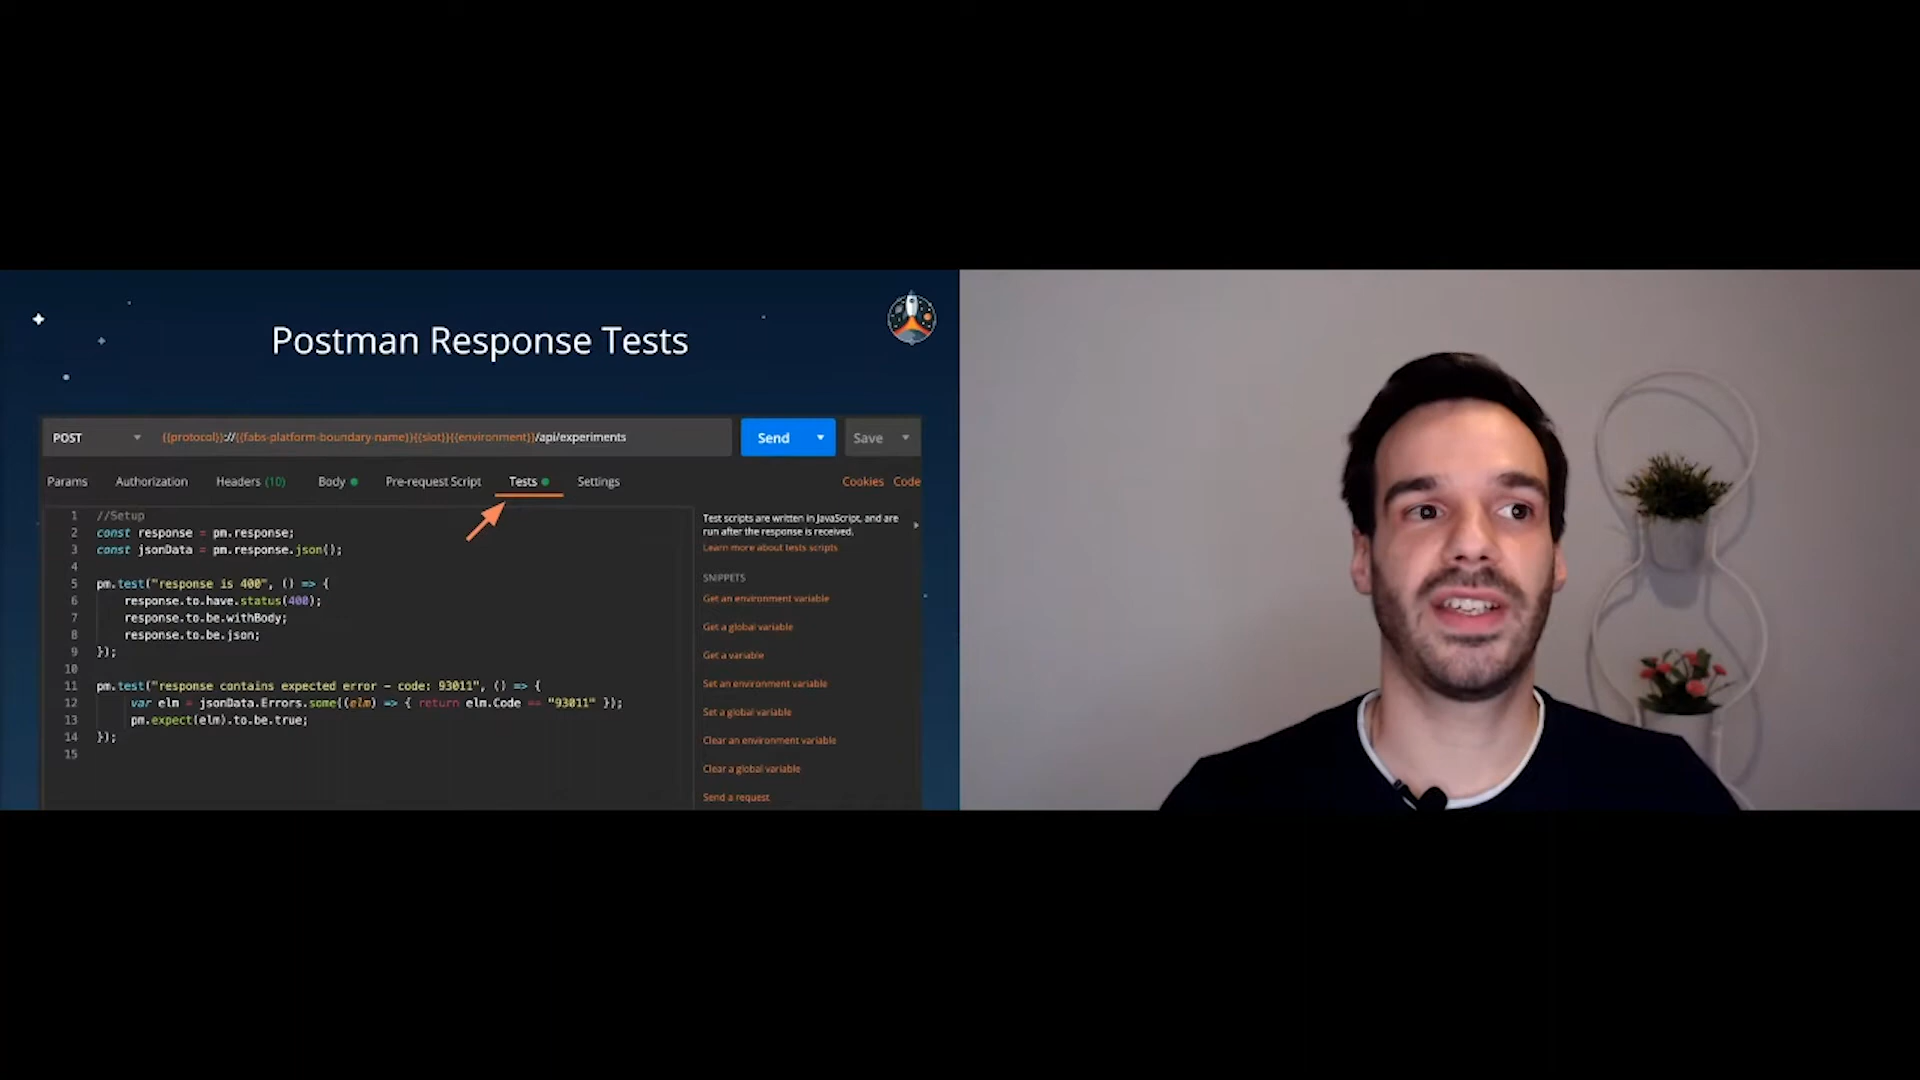 Postman Response Tests
POST
{{protocol}}://{{fabs-platform-boundary-name}}{{slot}}{{environment}}/api/experiments
Send
Save
Params
Authorization
Headers (10)
Body
Pre-request Script
Tests
Settings
Cookies
Code
1 //Setup
2 const response = pm.response;
3 const jsonData = pm.response.json();
4
5 pm.test("response is 400", () => {
6 response.to.have.status(400);
7 response.to.be.withBody;
8 response.to.be.json;
9 });
10
11 pm.test("response contains expected error - code: 93011", () => {
12 var elm = jsonData.Errors.some((elm) => { return elm.Code == "93011" });
13 pm.expect(elm).to.be.true;
14 });
15
Test scripts are written in JavaScript, and are
run after the response is received.
Learn more about tests scripts
SNIPPETS
Get an environment variable
Get a global variable
Get a variable
Set an environment variable
Set a global variable
Clear an environment variable
Clear a global variable
Send a request